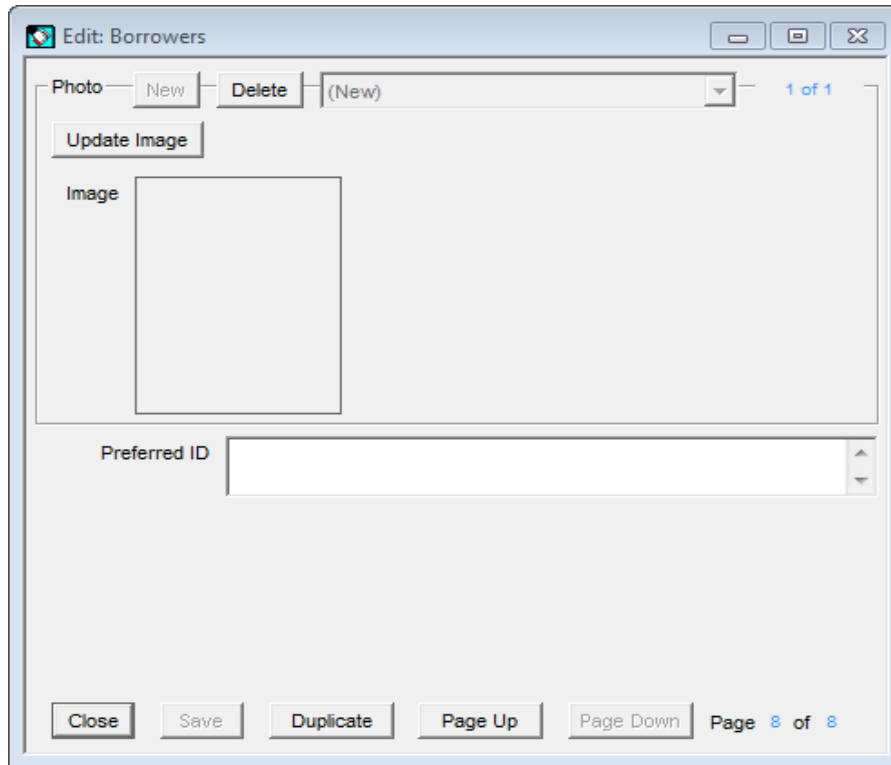 Edit: Borrowers
Photo New Delete (New) 1 of 1
Update Image
Image
Preferred ID
Close Save Duplicate Page Up Page Down Page 8 of 8